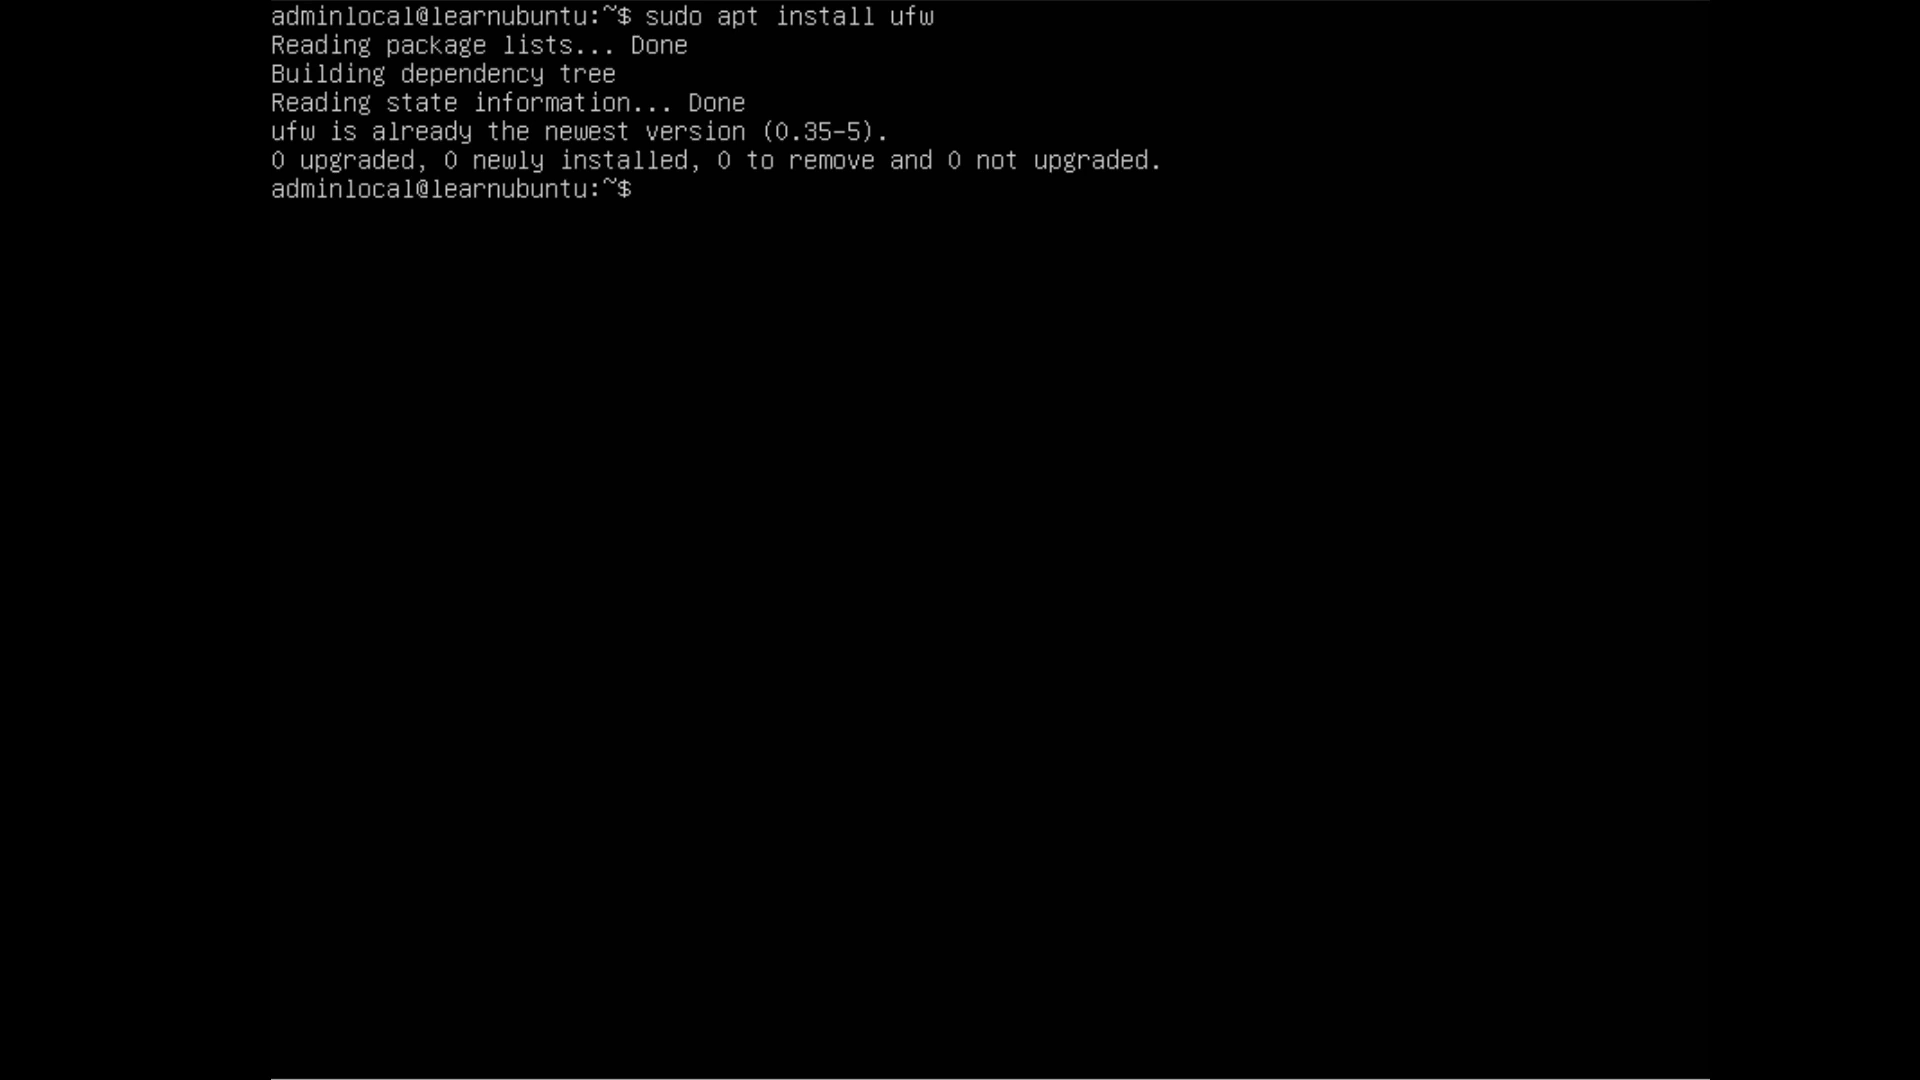 adminlocal@learnubuntu:~$ sudo apt install ufw
Reading package lists... Done
Building dependency tree
Reading state information... Done
ufw is already the newest version (0.35-5).
0 upgraded, 0 newly installed, 0 to remove and 0 not upgraded.
adminlocal@learnubuntu:~$